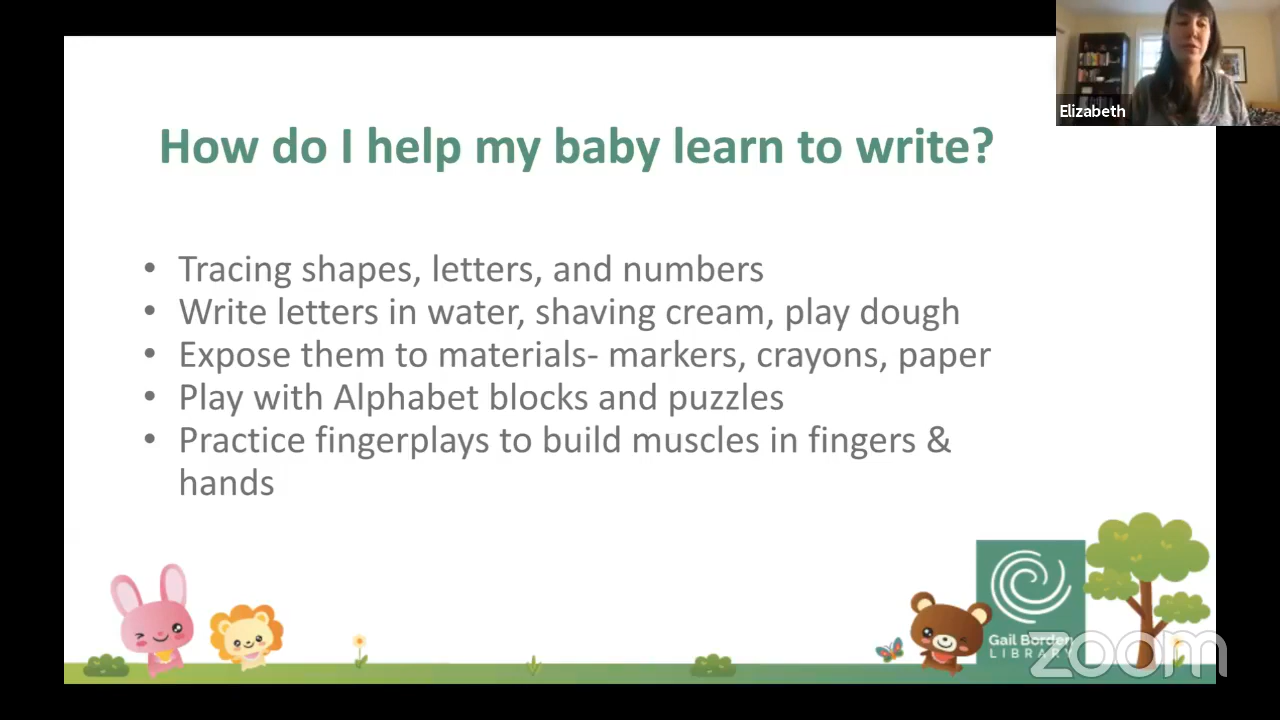 Elizabeth
How do I help my baby learn to write?
• Tracing shapes, letters, and numbers
• Write letters in water, shaving cream, play dough
• Expose them to materials- markers, crayons, paper
• Play with Alphabet blocks and puzzles
• Practice fingerplays to build muscles in fingers &
hands
Gail Borden
LIBRARY
zoom